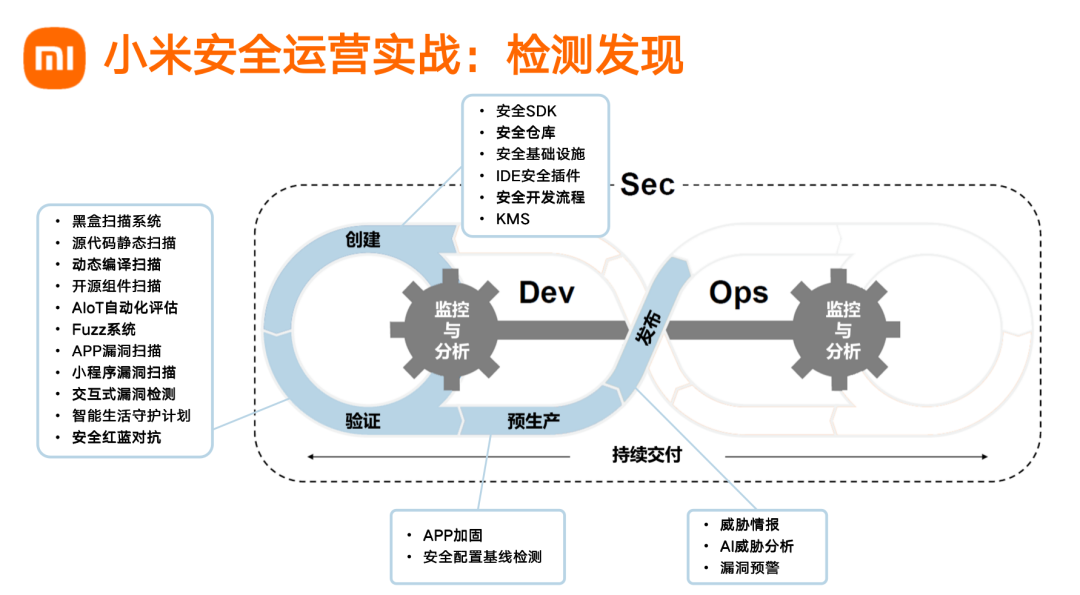 mi
小米安全运营实战：检测发现
• 安全SDK
• 安全仓库
• 安全基础设施
• IDE安全插件
• 安全开发流程
• KMS
Sec
• 黑盒扫描系统
• 源代码静态扫描
• 动态编译扫描
• 开源组件扫描
• AIoT自动化评估
• Fuzz系统
• APP漏洞扫描
• 小程序漏洞扫描
• 交互式漏洞检测
• 智能生活守护计划
• 安全红蓝对抗
创建
Dev
Ops
监控
与
分析
发布
监控
与
分析
验证
预生产
持续交付
• APP加固
• 安全配置基线检测
• 威胁情报
• AI威胁分析
• 漏洞预警